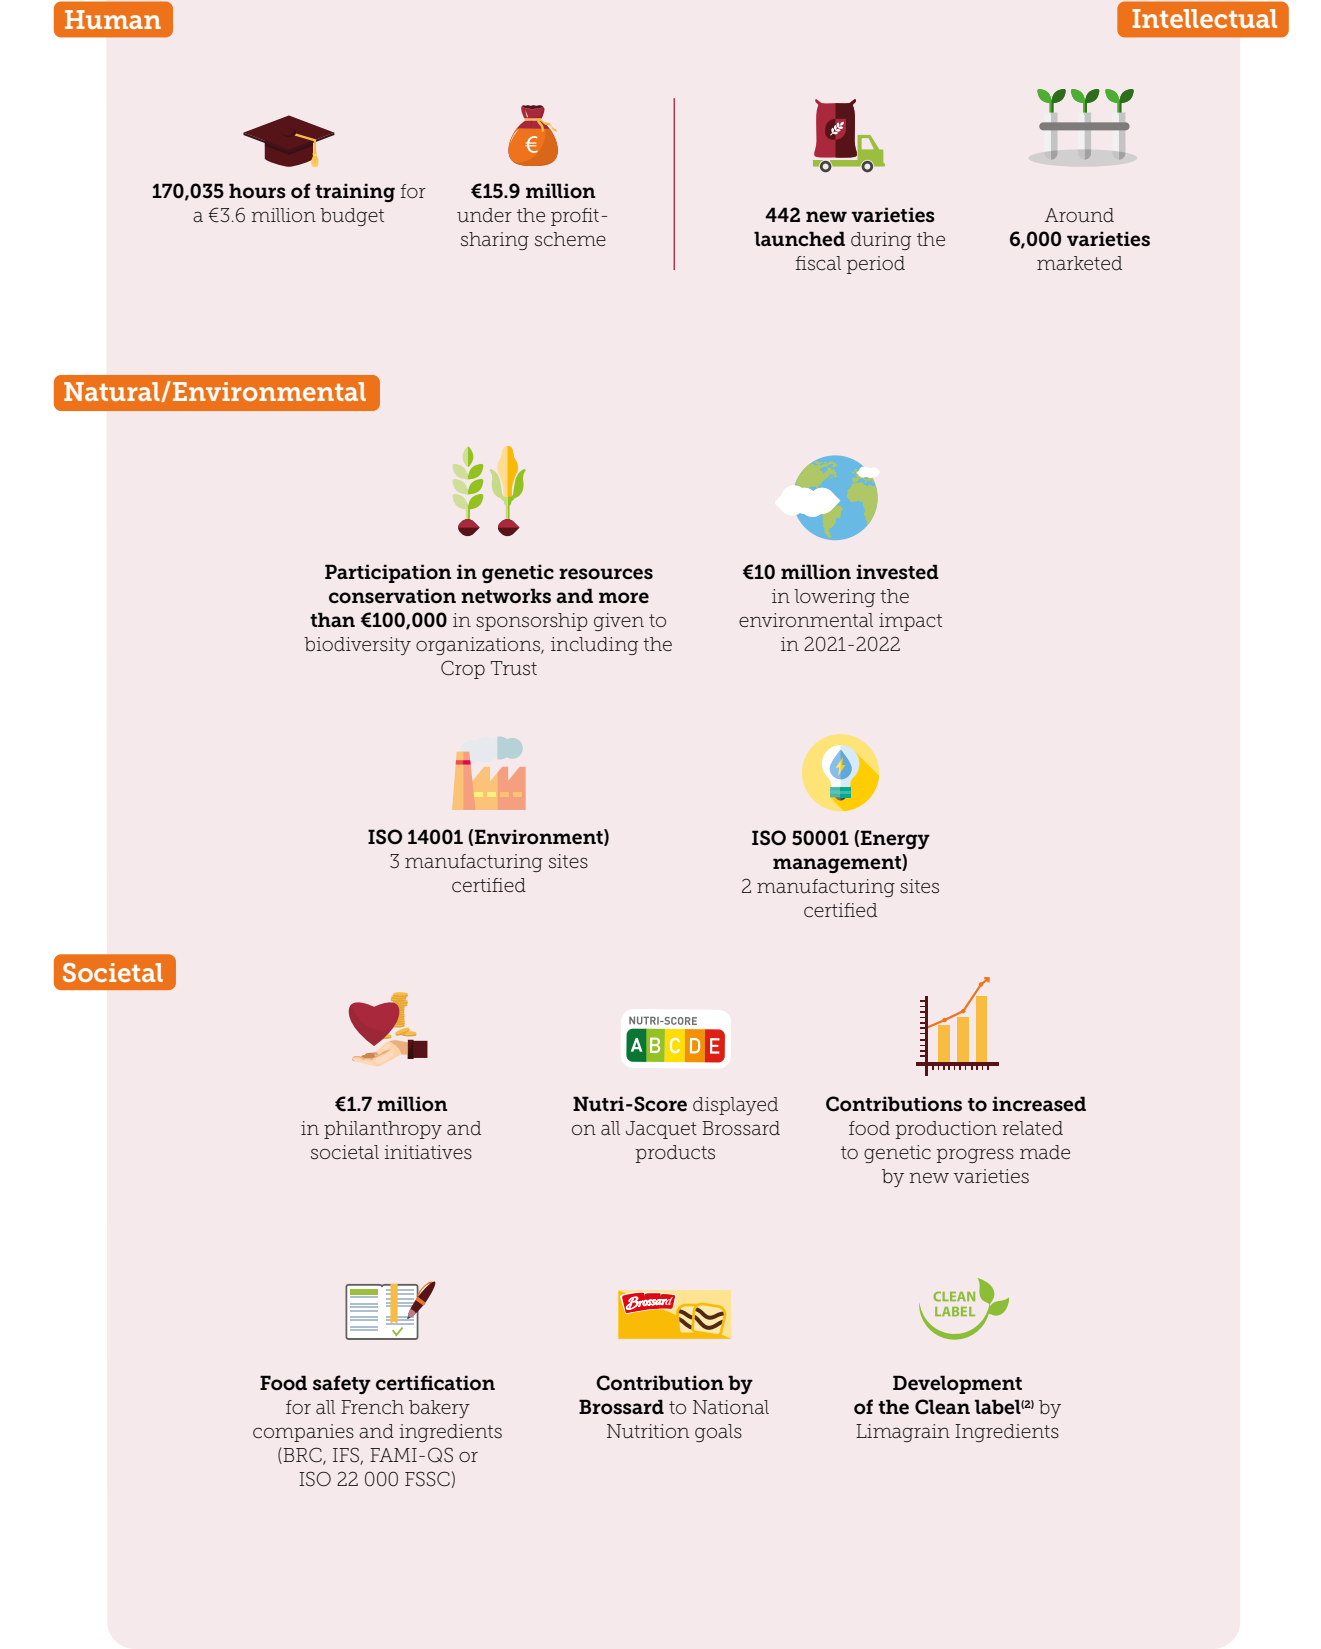 Human
Intellectual
€
170,035 hours of training for
a €3.6 million budget
€15.9 million
under the profit-
sharing scheme
442 new varieties
launched during the
fiscal period
Around
6,000 varieties
marketed
Natural/Environmental
Participation in genetic resources
conservation networks and more
than €100,000 in sponsorship given to
biodiversity organizations, including the
Crop Trust
€10 million invested
in lowering the
environmental impact
in 2021-2022
ISO 14001 (Environment)
3 manufacturing sites
certified
ISO 50001 (Energy
management)
2 manufacturing sites
certified
Societal
€1.7 million
in philanthropy and
societal initiatives
NUTRI-SCORE
A B C D E
Nutri-Score displayed
on all Jacquet Brossard
products
Contributions to increased
food production related
to genetic progress made
by new varieties
Food safety certification
for all French bakery
companies and ingredients
(BRC, IFS, FAMI-QS or
ISO 22 000 FSSC)
Brossard
Contribution by
Brossard to National
Nutrition goals
CLEAN
LABEL
Development
of the Clean label(2) by
Limagrain Ingredients